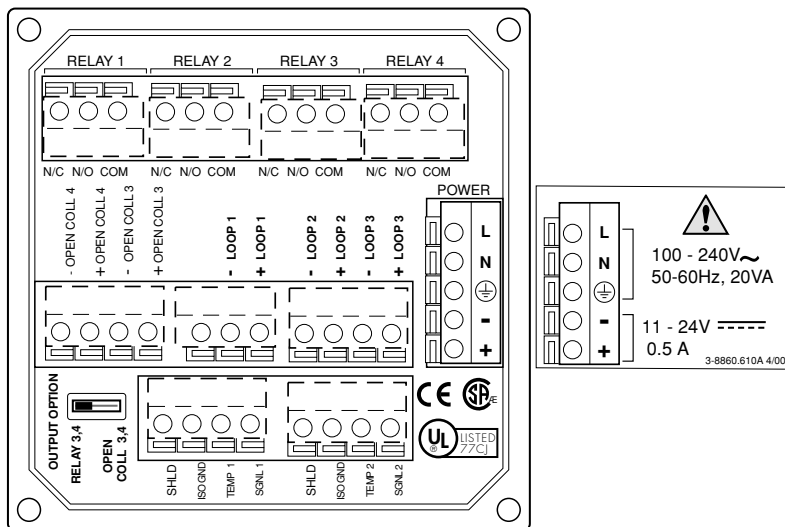 RELAY 1 RELAY 2 RELAY 3 RELAY 4
N/C N/O COM N/C N/O COM N/C N/O COM N/C N/O COM
- OPEN COLL 4
+ OPEN COLL 4
- OPEN COLL 3
+ OPEN COLL 3
- LOOP 1
+ LOOP 1
- LOOP 2
+ LOOP 2
- LOOP 3
+ LOOP 3
POWER
L
N
-
+
L
N
-
+
100 - 240V~
50-60Hz, 20VA
11 - 24V
0.5 A
3-8860.610A 4/00
OUTPUT OPTION
RELAY 3,4
OPEN
COLL 3,4
SHLD
ISO GND
TEMP 1
SGNL 1
SHLD
ISO GND
TEMP 2
SGNL 2
CE
SA
Æ
UL
®
LISTED
77CJ